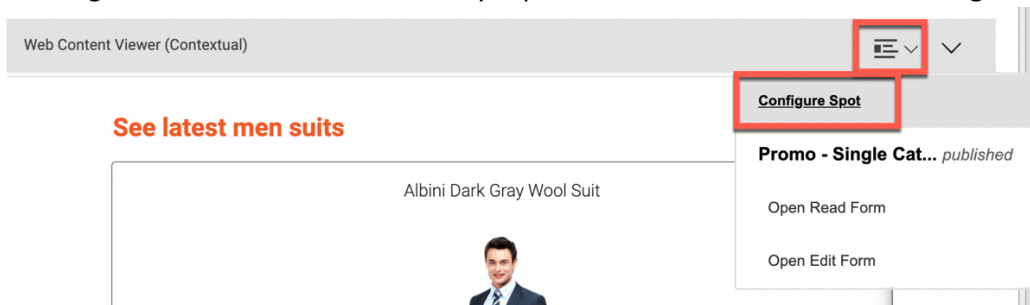 Web Content Viewer (Contextual)
Configure Spot
See latest men suits
Promo - Single Cat... published
Albini Dark Gray Wool Suit
Open Read Form
Open Edit Form